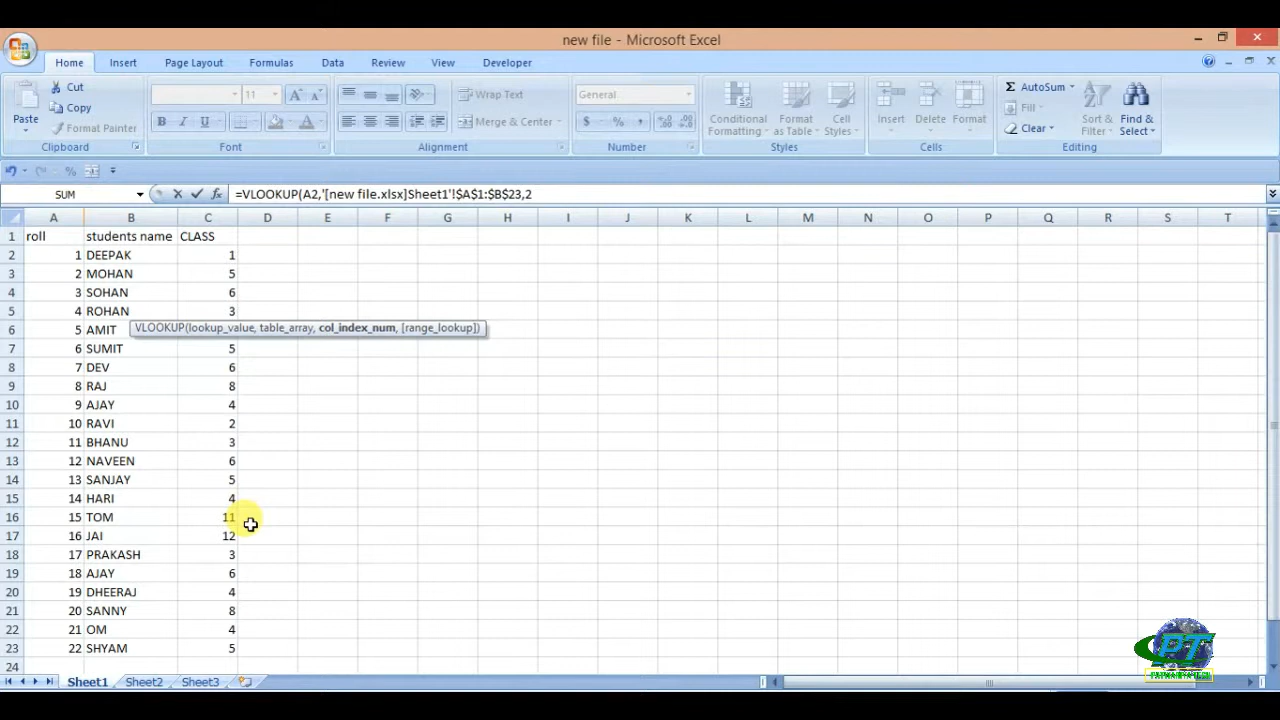 new file - Microsoft Excel
Home Insert Page Layout Formulas Data Review View Developer
Paste
Cut
Copy
Format Painter
Clipboard
11
B I U
Font
Wrap Text
Merge & Center
Alignment
General
$ % ,
Number
Conditional Formatting
Format as Table
Cell Styles
Styles
Insert
Delete
Format
Cells
AutoSum
Fill
Clear
Sort & Filter
Find & Select
Editing
SUM =VLOOKUP(A2,'[new file.xlsx]Sheet1'!$A$1:$B$23,2
A B C D E F G H I J K L M N O P Q R S T
1 roll students name CLASS
2 1 DEEPAK 1
3 2 MOHAN 5
4 3 SOHAN 6
5 4 ROHAN 3
6 5 AMIT VLOOKUP(lookup_value, table_array, col_index_num, [range_lookup])
7 6 SUMIT 5
8 7 DEV 6
9 8 RAJ 8
10 9 AJAY 4
11 10 RAVI 2
12 11 BHANU 3
13 12 NAVEEN 6
14 13 SANJAY 5
15 14 HARI 4
16 15 TOM 11
17 16 JAI 12
18 17 PRAKASH 3
19 18 AJAY 6
20 19 DHEERAJ 4
21 20 SANNY 8
22 21 OM 4
23 22 SHYAM 5
24
Sheet1 Sheet2 Sheet3
PT